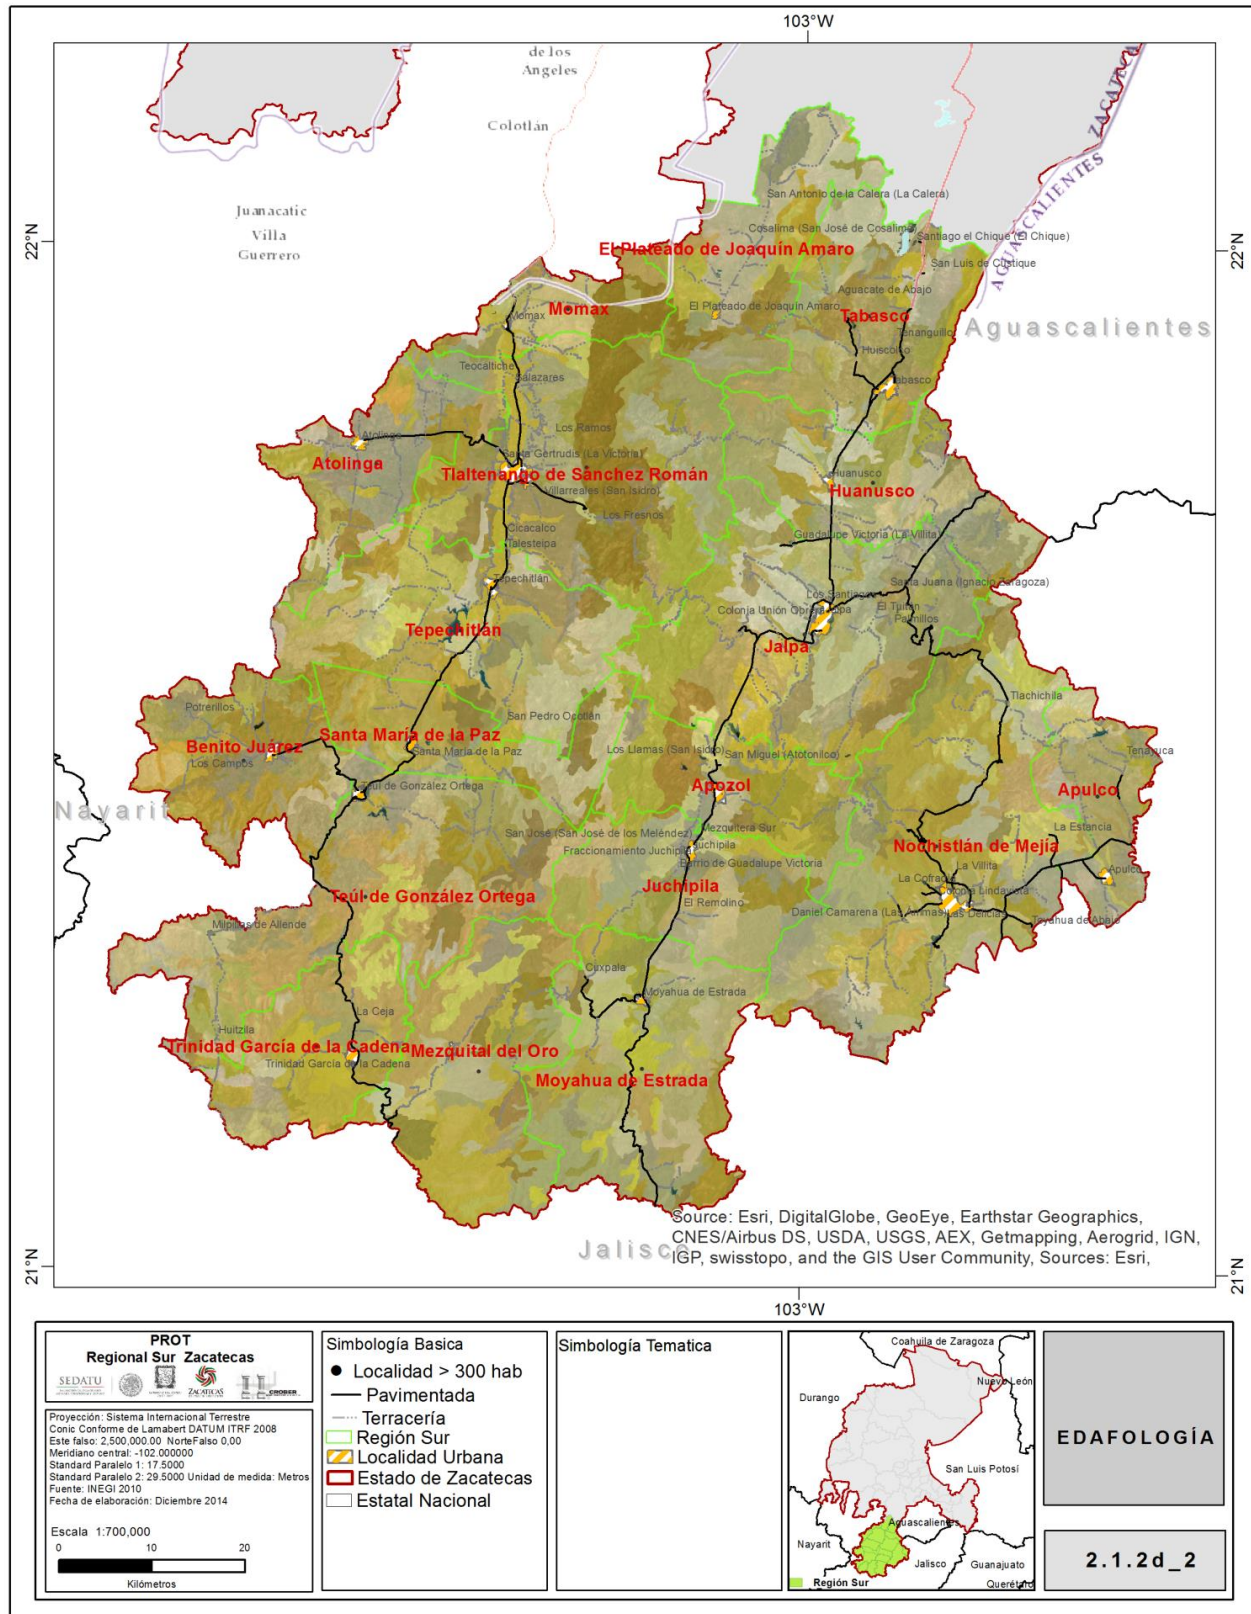 103°W
de los
Ángeles
Colotlán
ZACATECA
AGUASCALIENTES
San Antonio de la Calera (La Calera)
Juanacatic
Villa
Guerrero
22°N
22°N
Cosalima (San José de Cosalima)
Santiago el Chique (El Chique)
El Plateado de Joaquín Amaro
San Luis de Custique
Aguacate de Abajo
El Plateado de Joaquín Amaro
Momax
Momax
Tabasco
Tenanguillo
Aguascalientes
Huiscolco
Teocaltiche
Salazares
Tabasco
Los Ramos
Atolinga
Atolinga
Santa Gertrudis (La Victoria)
Tlaltenango de Sánchez Román
Villarreales (San Isidro)
Huanusco
Huanusco
Los Fresnos
Cicacalco
Talesteipa
Guadalupe Victoria (La Villita)
Tepechitlán
Santa Juana (Ignacio Zaragoza)
Los Santiagos
Colonia Unión Obrera
Jalpa
El Tuitán
Palmillos
Tepechitlán
Jalpa
Tlachichila
Potrerillos
San Pedro Ocotlán
Santa María de la Paz
Benito Juárez
Santa María de la Paz
Los Llamas (San Isidro)
San Miguel (Atotonilco)
Tenayuca
Los Campos
Teul de González Ortega
Apozol
Apulco
Nayarit
San José (San José de los Meléndez)
Mezquitera Sur
La Estancia
Fraccionamiento Juchipila
Juchipila
Nochistlán de Mejía
Barrio de Guadalupe Victoria
La Villita
Apulco
La Cofradía
Juchipila
Colonia Lindavista
Teúl de González Ortega
El Remolino
Daniel Camarena (Las Ánimas)
Las Delicias
Toyahua de Abajo
Milpillas de Allende
Cuxpala
Moyahua de Estrada
La Ceja
Huitzila
Trinidad García de la Cadena
Mezquital del Oro
Trinidad García de la Cadena
Moyahua de Estrada
Source: Esri, DigitalGlobe, GeoEye, Earthstar Geographics,
CNES/Airbus DS, USDA, USGS, AEX, Getmapping, Aerogrid, IGN,
IGP, swisstopo, and the GIS User Community, Sources: Esri,
Jalisco
21°N
21°N
103°W
PROT
Regional Sur Zacatecas
SEDATU
ZACATECAS
Proyección: Sistema Internacional Terrestre
Conic Conforme de Lamabert DATUM ITRF 2008
Este falso: 2,500,000.00 NorteFalso 0,00
Meridiano central: -102.000000
Standard Paralelo 1: 17.5000
Standard Paralelo 2: 29.5000 Unidad de medida: Metros
Fuente: INEGI 2010
Fecha de elaboración: Diciembre 2014
Escala 1:700,000
0 10 20
Kilómetros
Simbología Basica
Localidad > 300 hab
Pavimentada
Terracería
Región Sur
Localidad Urbana
Estado de Zacatecas
Estatal Nacional
Simbología Tematica
Coahuila de Zaragoza
Nuevo León
Durango
San Luis Potosí
Aguascalientes
Nayarit
Jalisco
Guanajuato
Región Sur
Querétaro
EDAFOLOGÍA
2.1.2d_2